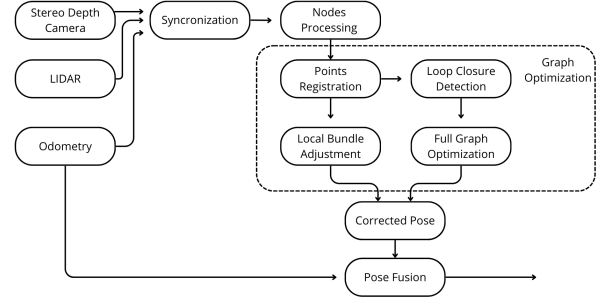 Stereo Depth
Camera
Syncronization
Nodes
Processing
LIDAR
Points
Registration
Loop Closure
Detection
Graph
Optimization
Odometry
Local Bundle
Adjustment
Full Graph
Optimization
Corrected Pose
Pose Fusion